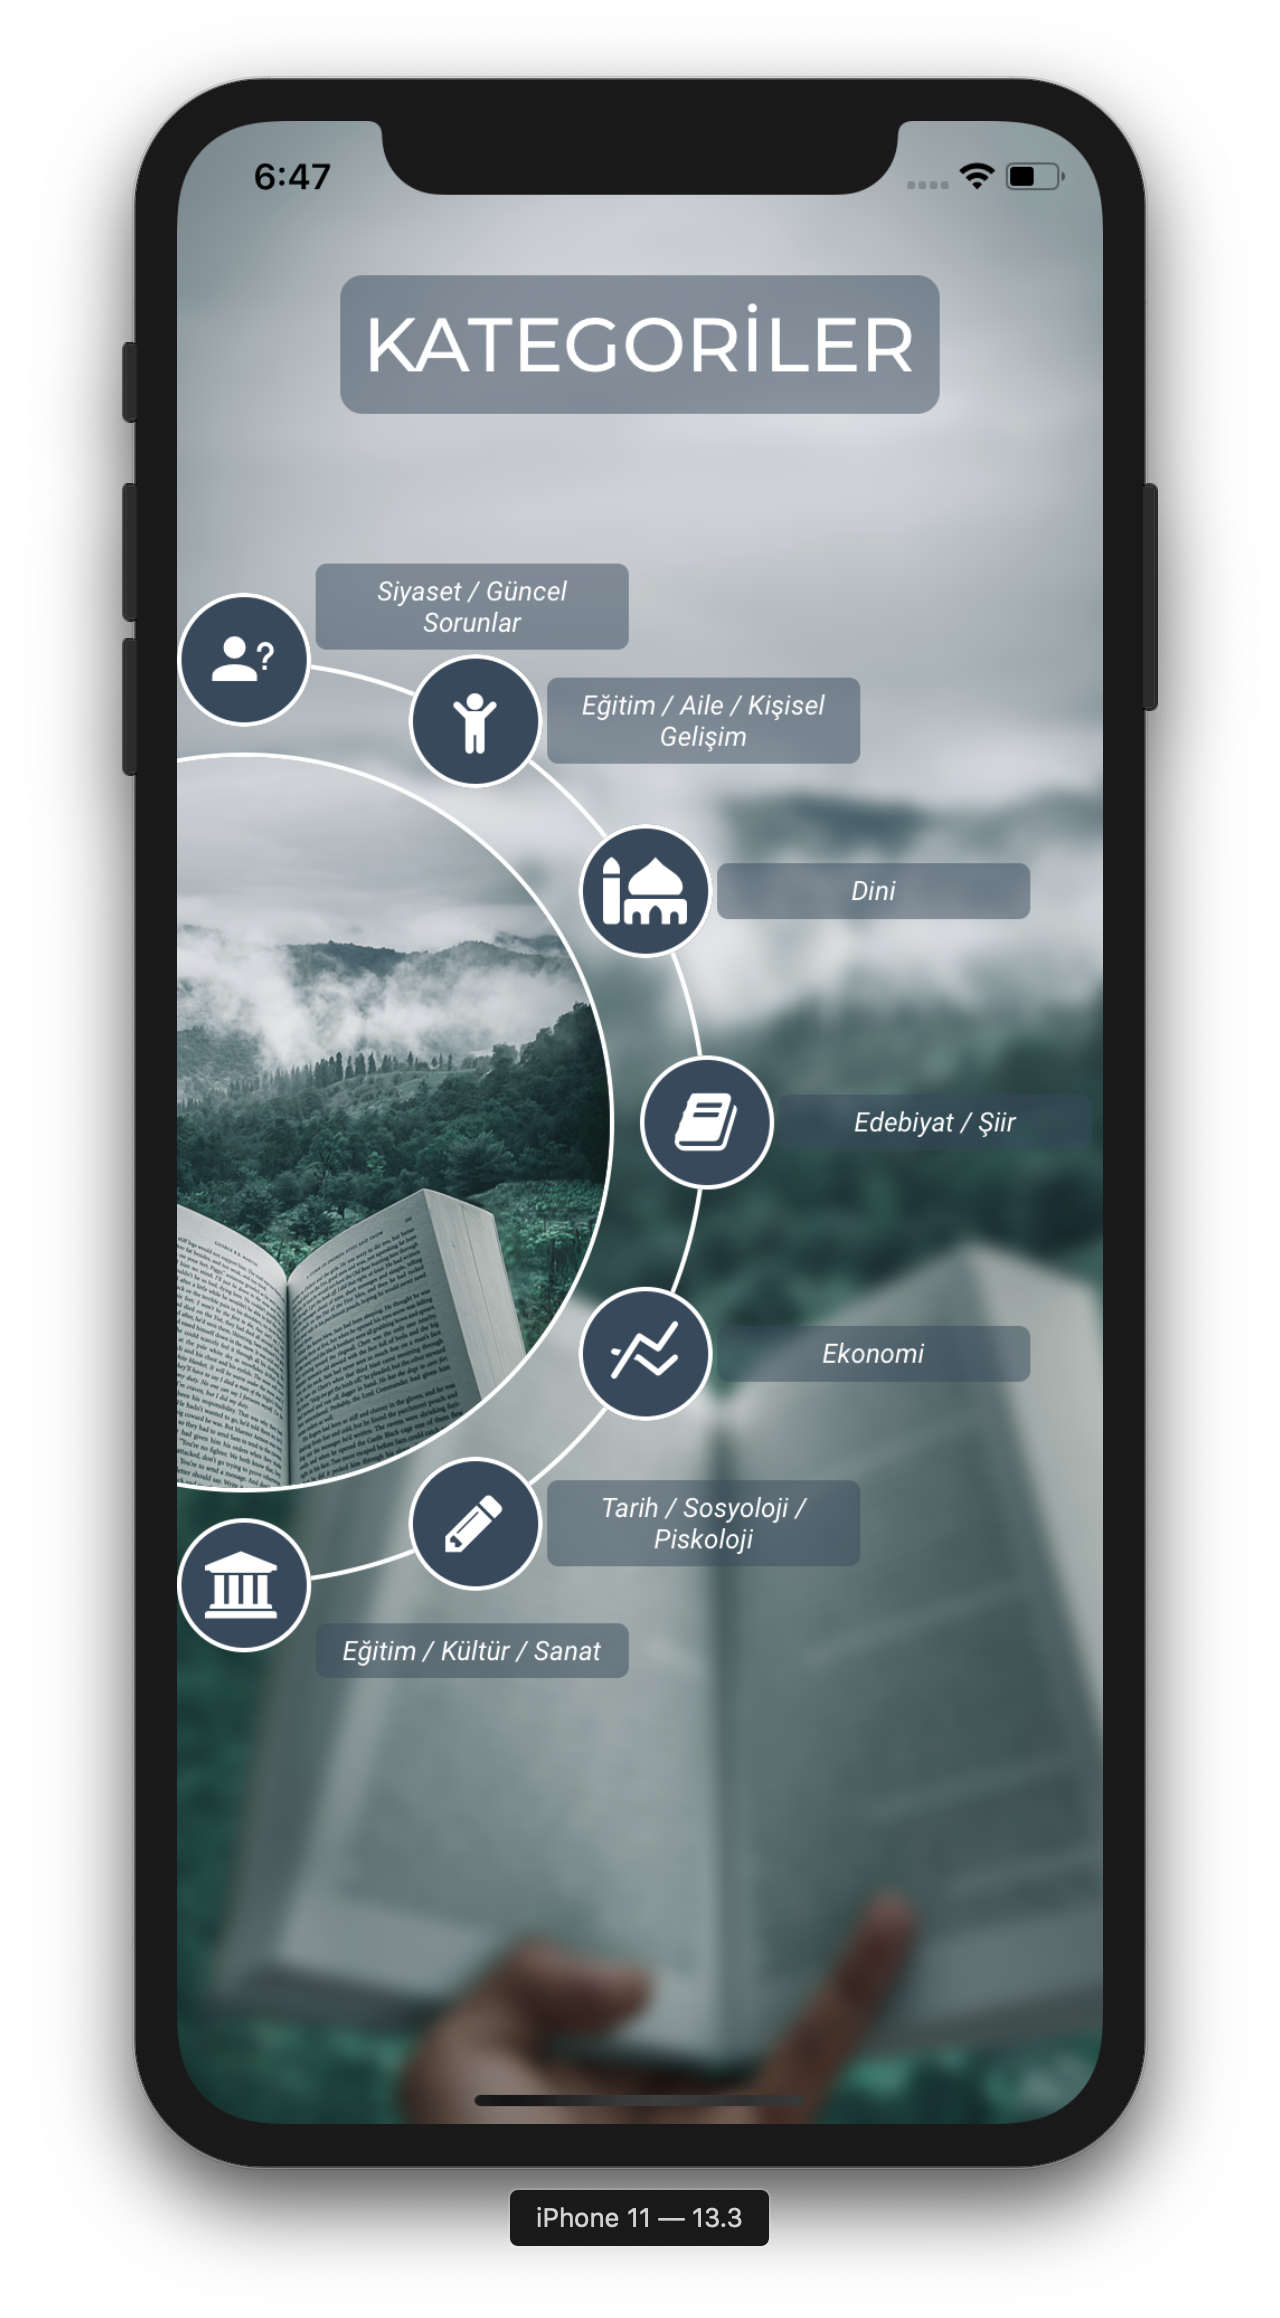 6:47
KATEGORİLER
Siyaset / Güncel
Sorunlar
?
Eğitim / Aile / Kişisel
Gelişim
Dini
Edebiyat / Şiir
Ekonomi
Tarih / Sosyoloji /
Piskoloji
Eğitim / Kültür / Sanat
iPhone 11 — 13.3